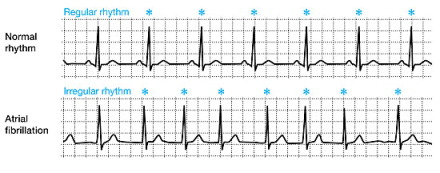 Regular rhythm * * * * * *
Normal
rhythm
Irregular rhythm * * * * * * *
Atrial
fibrillation